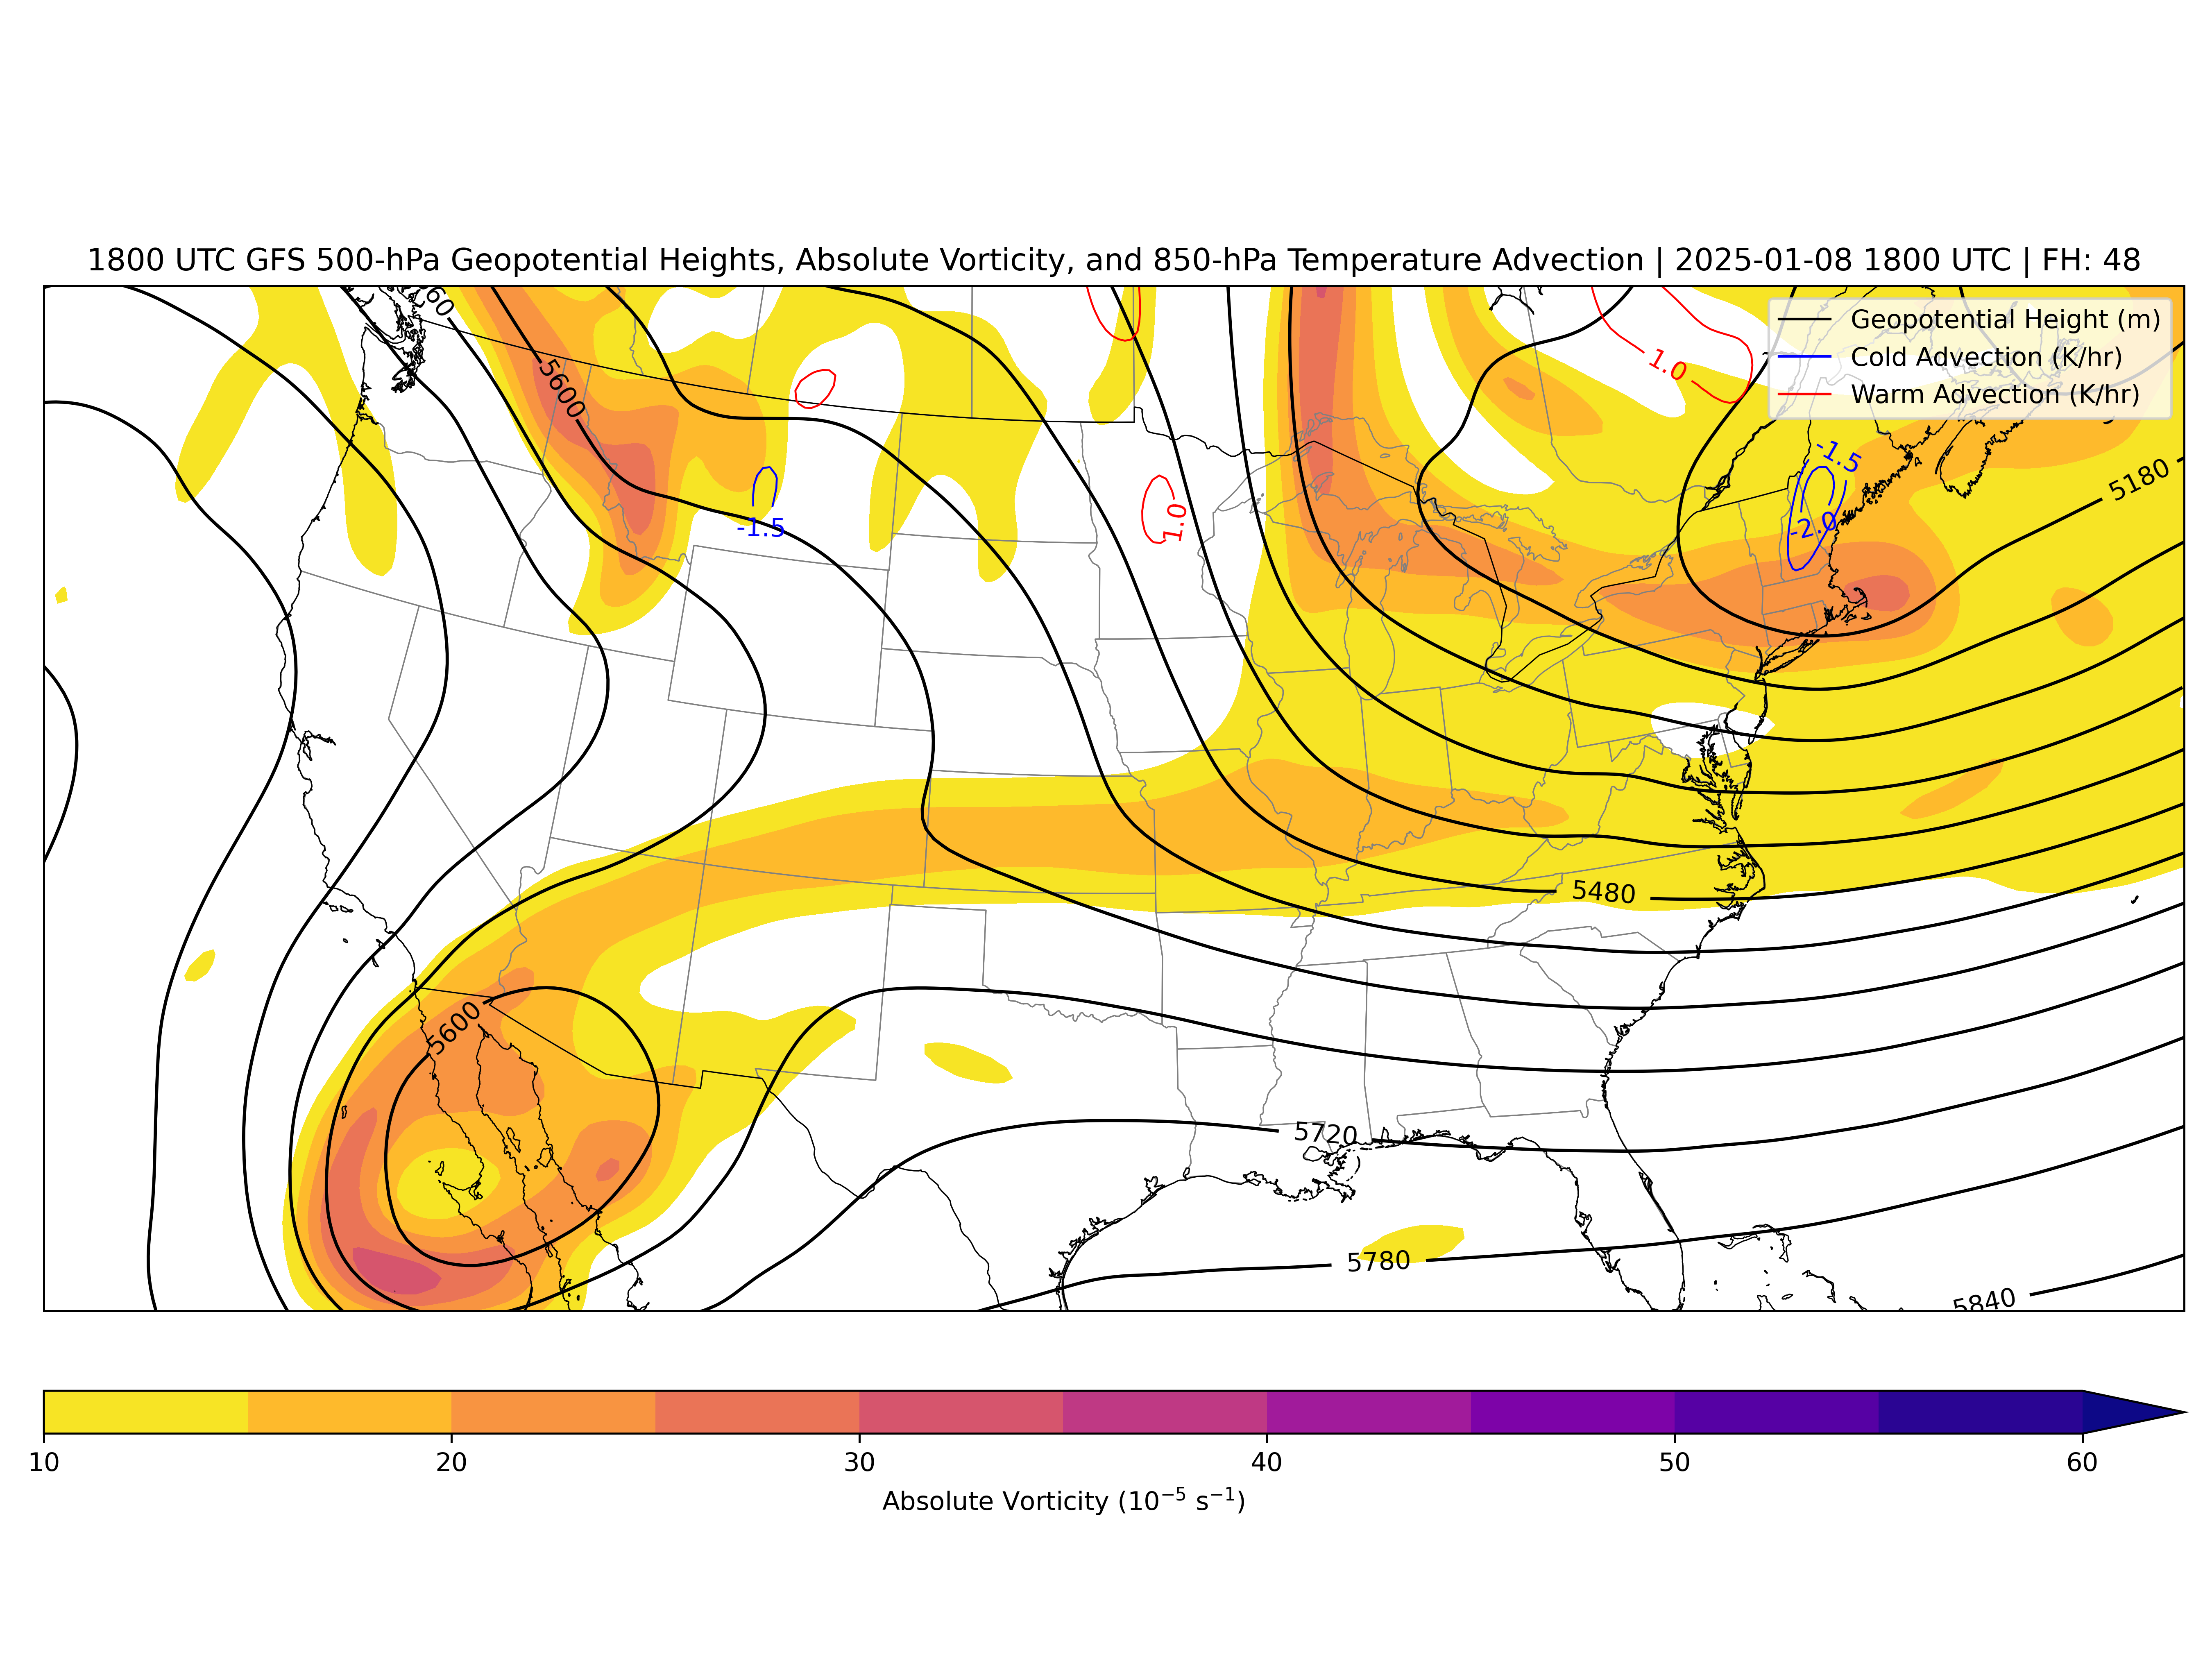 1800 UTC GFS 500-hPa Geopotential Heights, Absolute Vorticity, and 850-hPa Temperature Advection | 2025-01-08 1800 UTC | FH: 48
Geopotential Height (m)
Cold Advection (K/hr)
Warm Advection (K/hr)
5600
1.0
-1.5
5180
-1.5
1.0
-2.0
5480
5600
5720
5780
5840
10 20 30 40 50 60
Absolute Vorticity (10⁻⁵ s⁻¹)